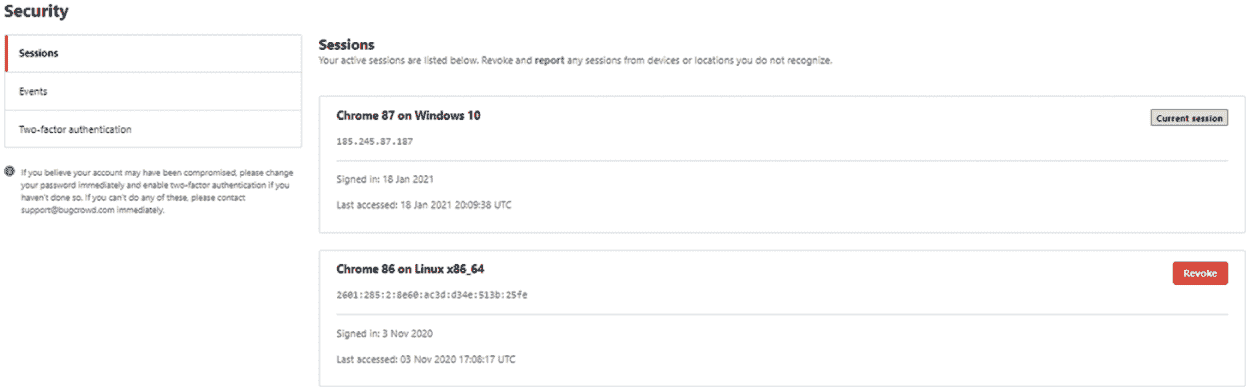 Security
Sessions
Events
Two-factor authentication
If you believe your account may have been compromised, please change
your password immediately and enable two-factor authentication if you
haven't done so. If you can't do any of these, please contact
support@bugcrowd.com immediately.
Sessions
Your active sessions are listed below. Revoke and report any sessions from devices or locations you do not recognize.
Chrome 87 on Windows 10
Current session
185.245.87.187
Signed in: 18 Jan 2021
Last accessed: 18 Jan 2021 20:09:38 UTC
Chrome 86 on Linux x86_64
Revoke
2601:285:2:8e60:ac3d:d34e:513b:25fe
Signed in: 3 Nov 2020
Last accessed: 03 Nov 2020 17:08:17 UTC